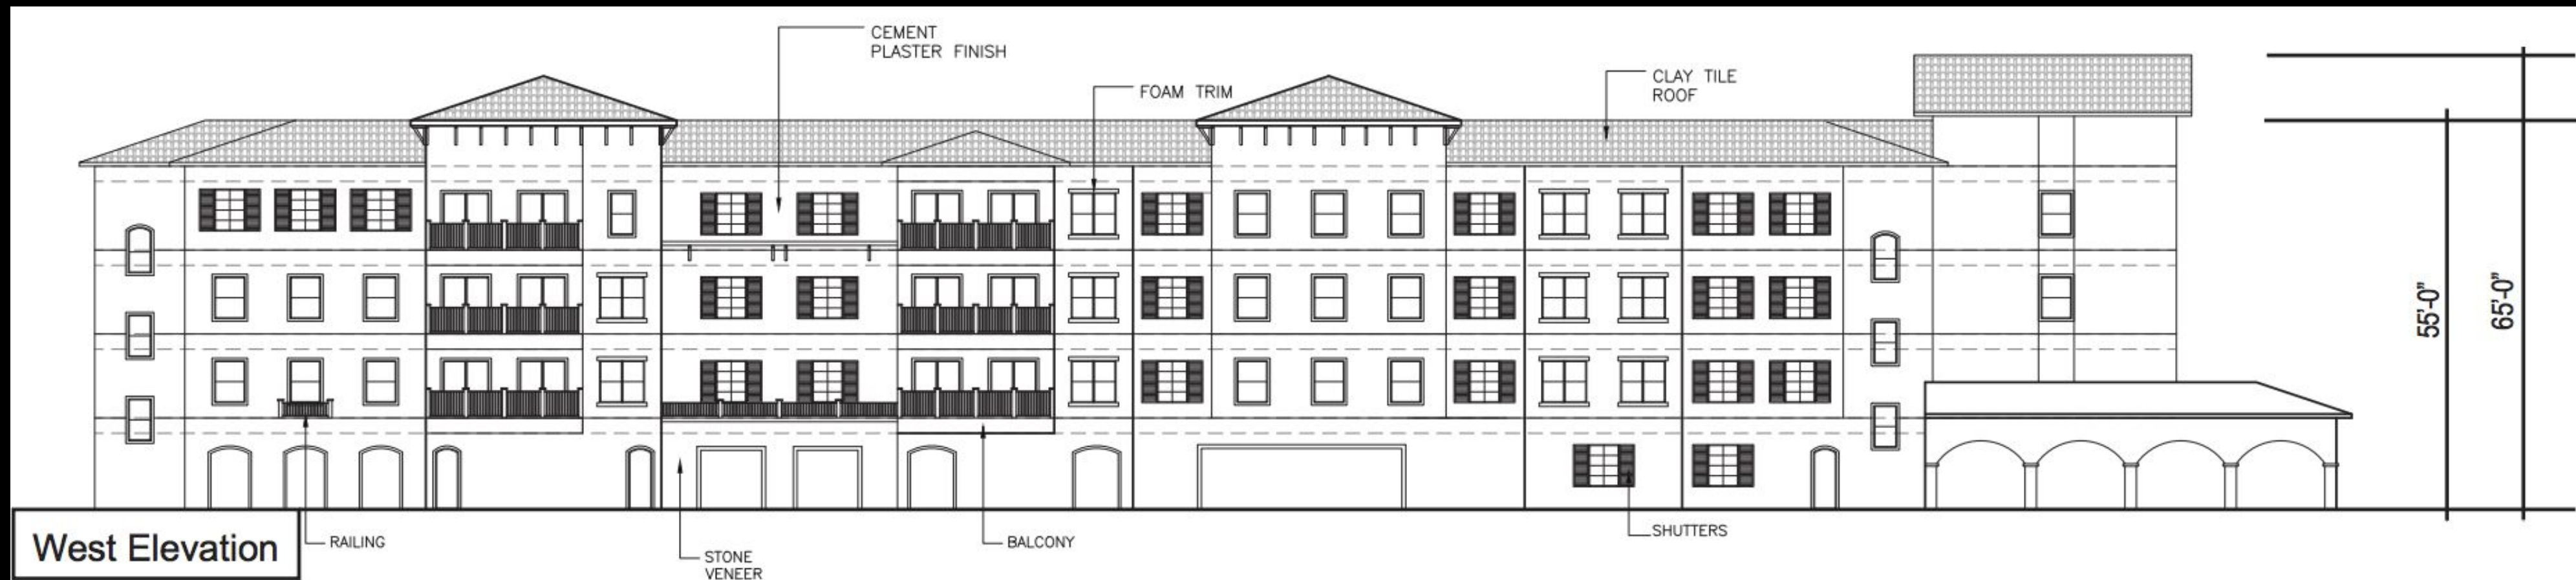 CEMENT
PLASTER FINISH
FOAM TRIM
CLAY TILE
ROOF
55'-0"
65'-0"
West Elevation
RAILING
STONE
VENEER
BALCONY
SHUTTERS